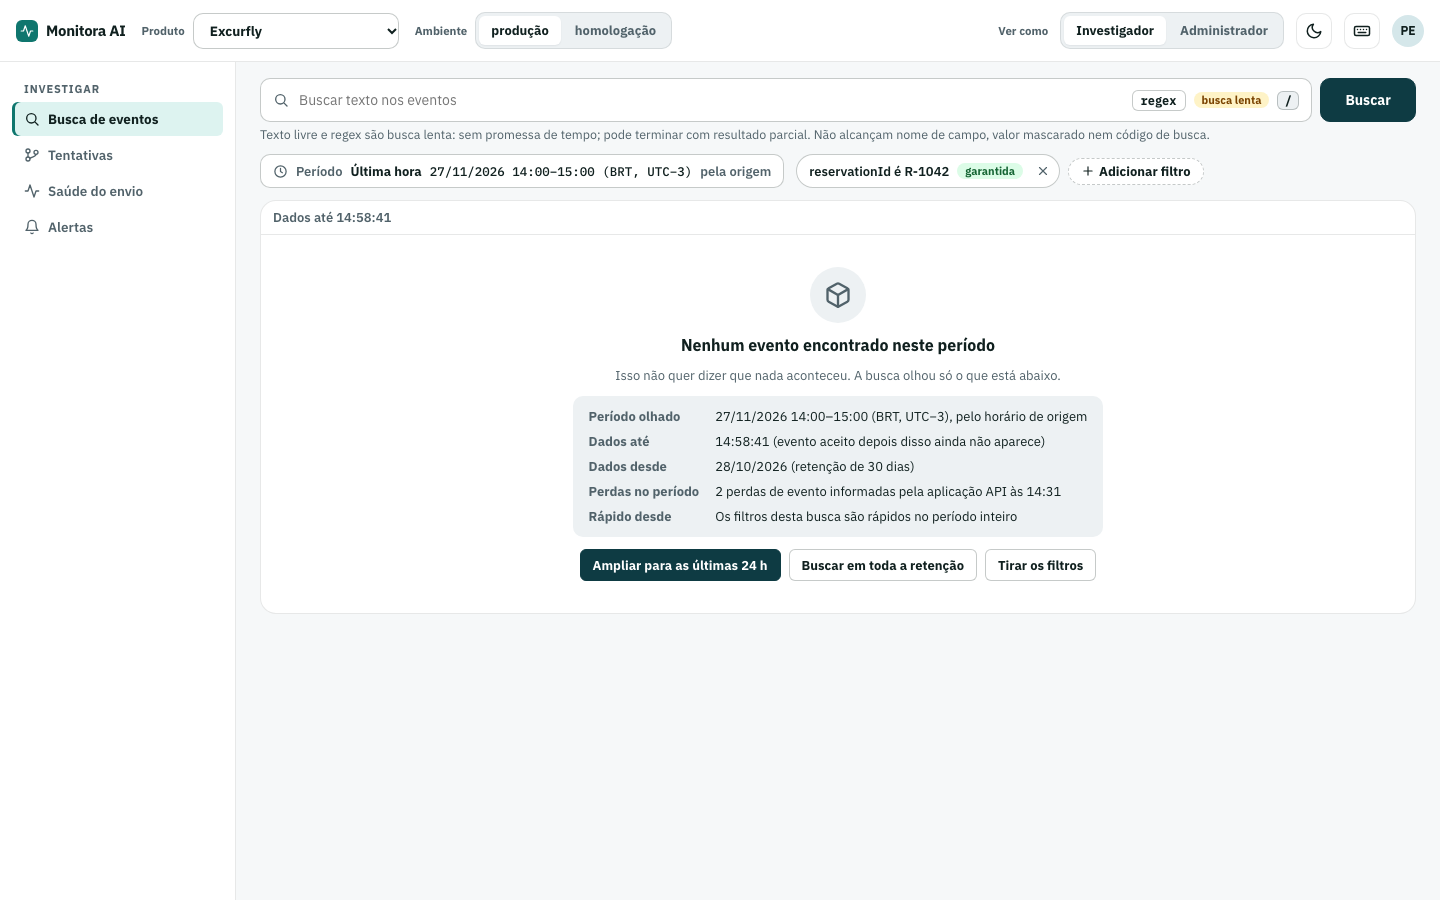 Monitora AI
Produto
Excurfly
Ambiente
produção
homologação
Ver como
Investigador
Administrador
PE
INVESTIGAR
Busca de eventos
Tentativas
Saúde do envio
Alertas
Buscar texto nos eventos
regex
busca lenta
/
Buscar
Texto livre e regex são busca lenta: sem promessa de tempo; pode terminar com resultado parcial. Não alcançam nome de campo, valor mascarado nem código de busca.
Período Última hora 27/11/2026 14:00–15:00 (BRT, UTC−3) pela origem
reservationId é R-1042 garantida
Adicionar filtro
Dados até 14:58:41
Nenhum evento encontrado neste período
Isso não quer dizer que nada aconteceu. A busca olhou só o que está abaixo.
Período olhado 27/11/2026 14:00–15:00 (BRT, UTC−3), pelo horário de origem
Dados até 14:58:41 (evento aceito depois disso ainda não aparece)
Dados desde 28/10/2026 (retenção de 30 dias)
Perdas no período 2 perdas de evento informadas pela aplicação API às 14:31
Rápido desde Os filtros desta busca são rápidos no período inteiro
Ampliar para as últimas 24 h
Buscar em toda a retenção
Tirar os filtros